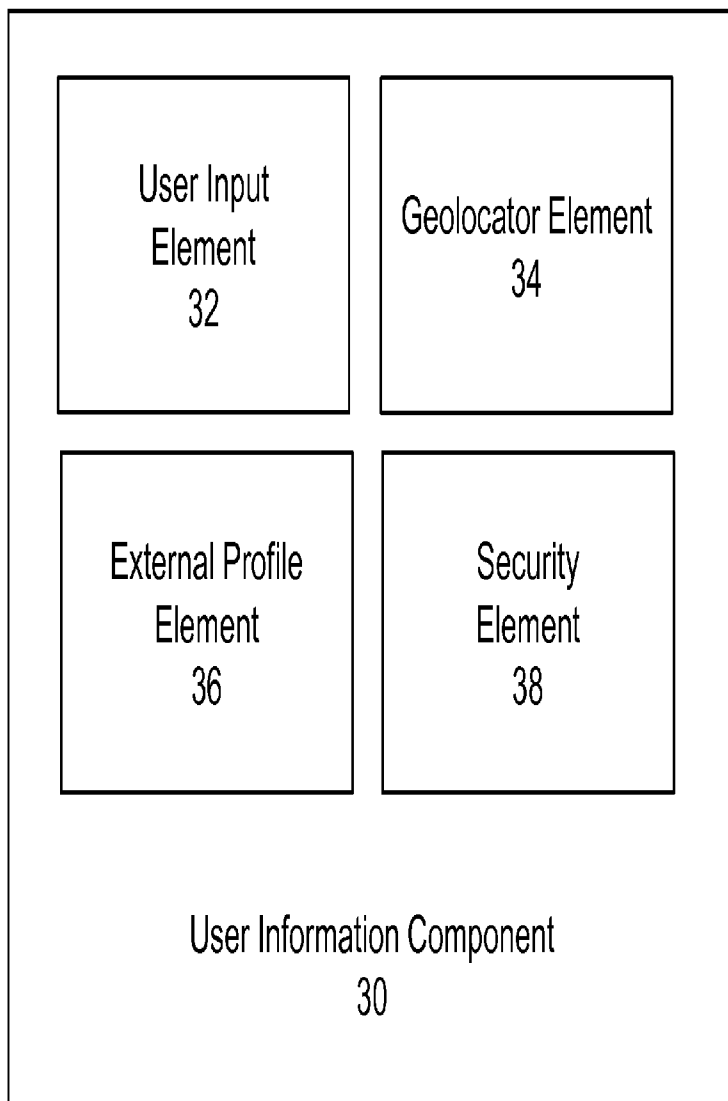 User Input
Element
32
Geolocator Element
34
External Profile
Element
36
Security
Element
38
User Information Component
30